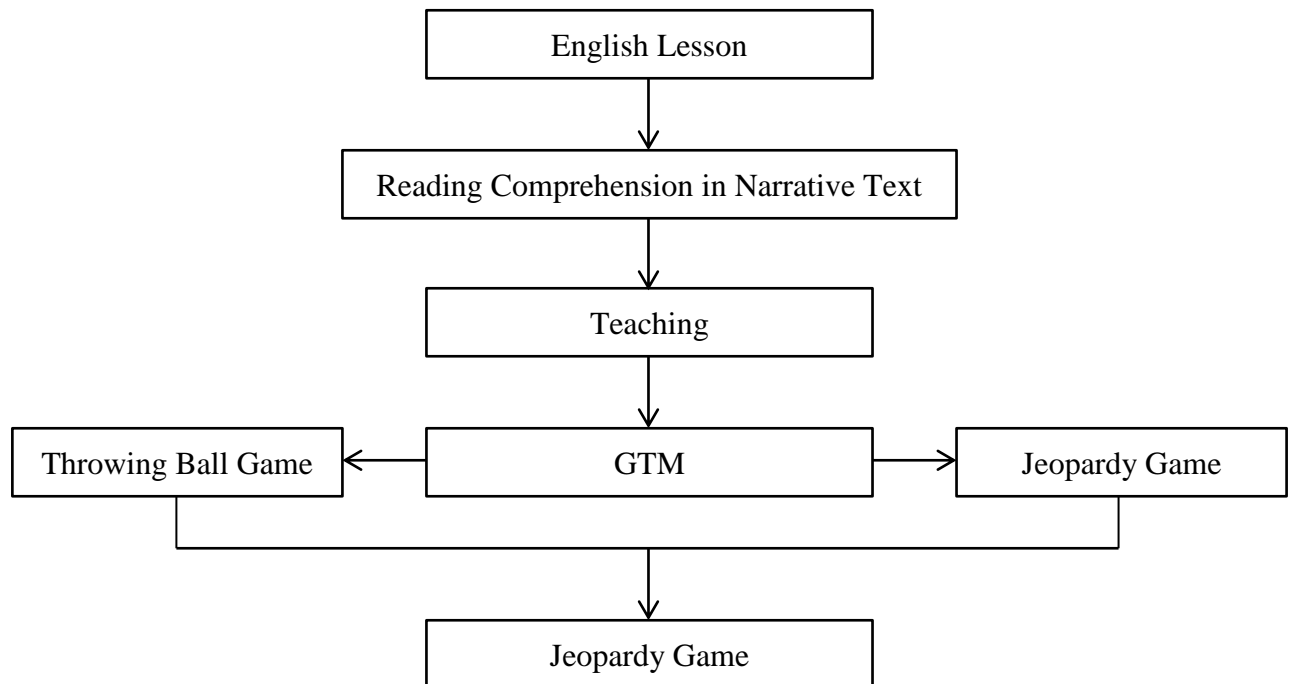 English Lesson
Reading Comprehension in Narrative Text
Teaching
Throwing Ball Game
GTM
Jeopardy Game
Jeopardy Game